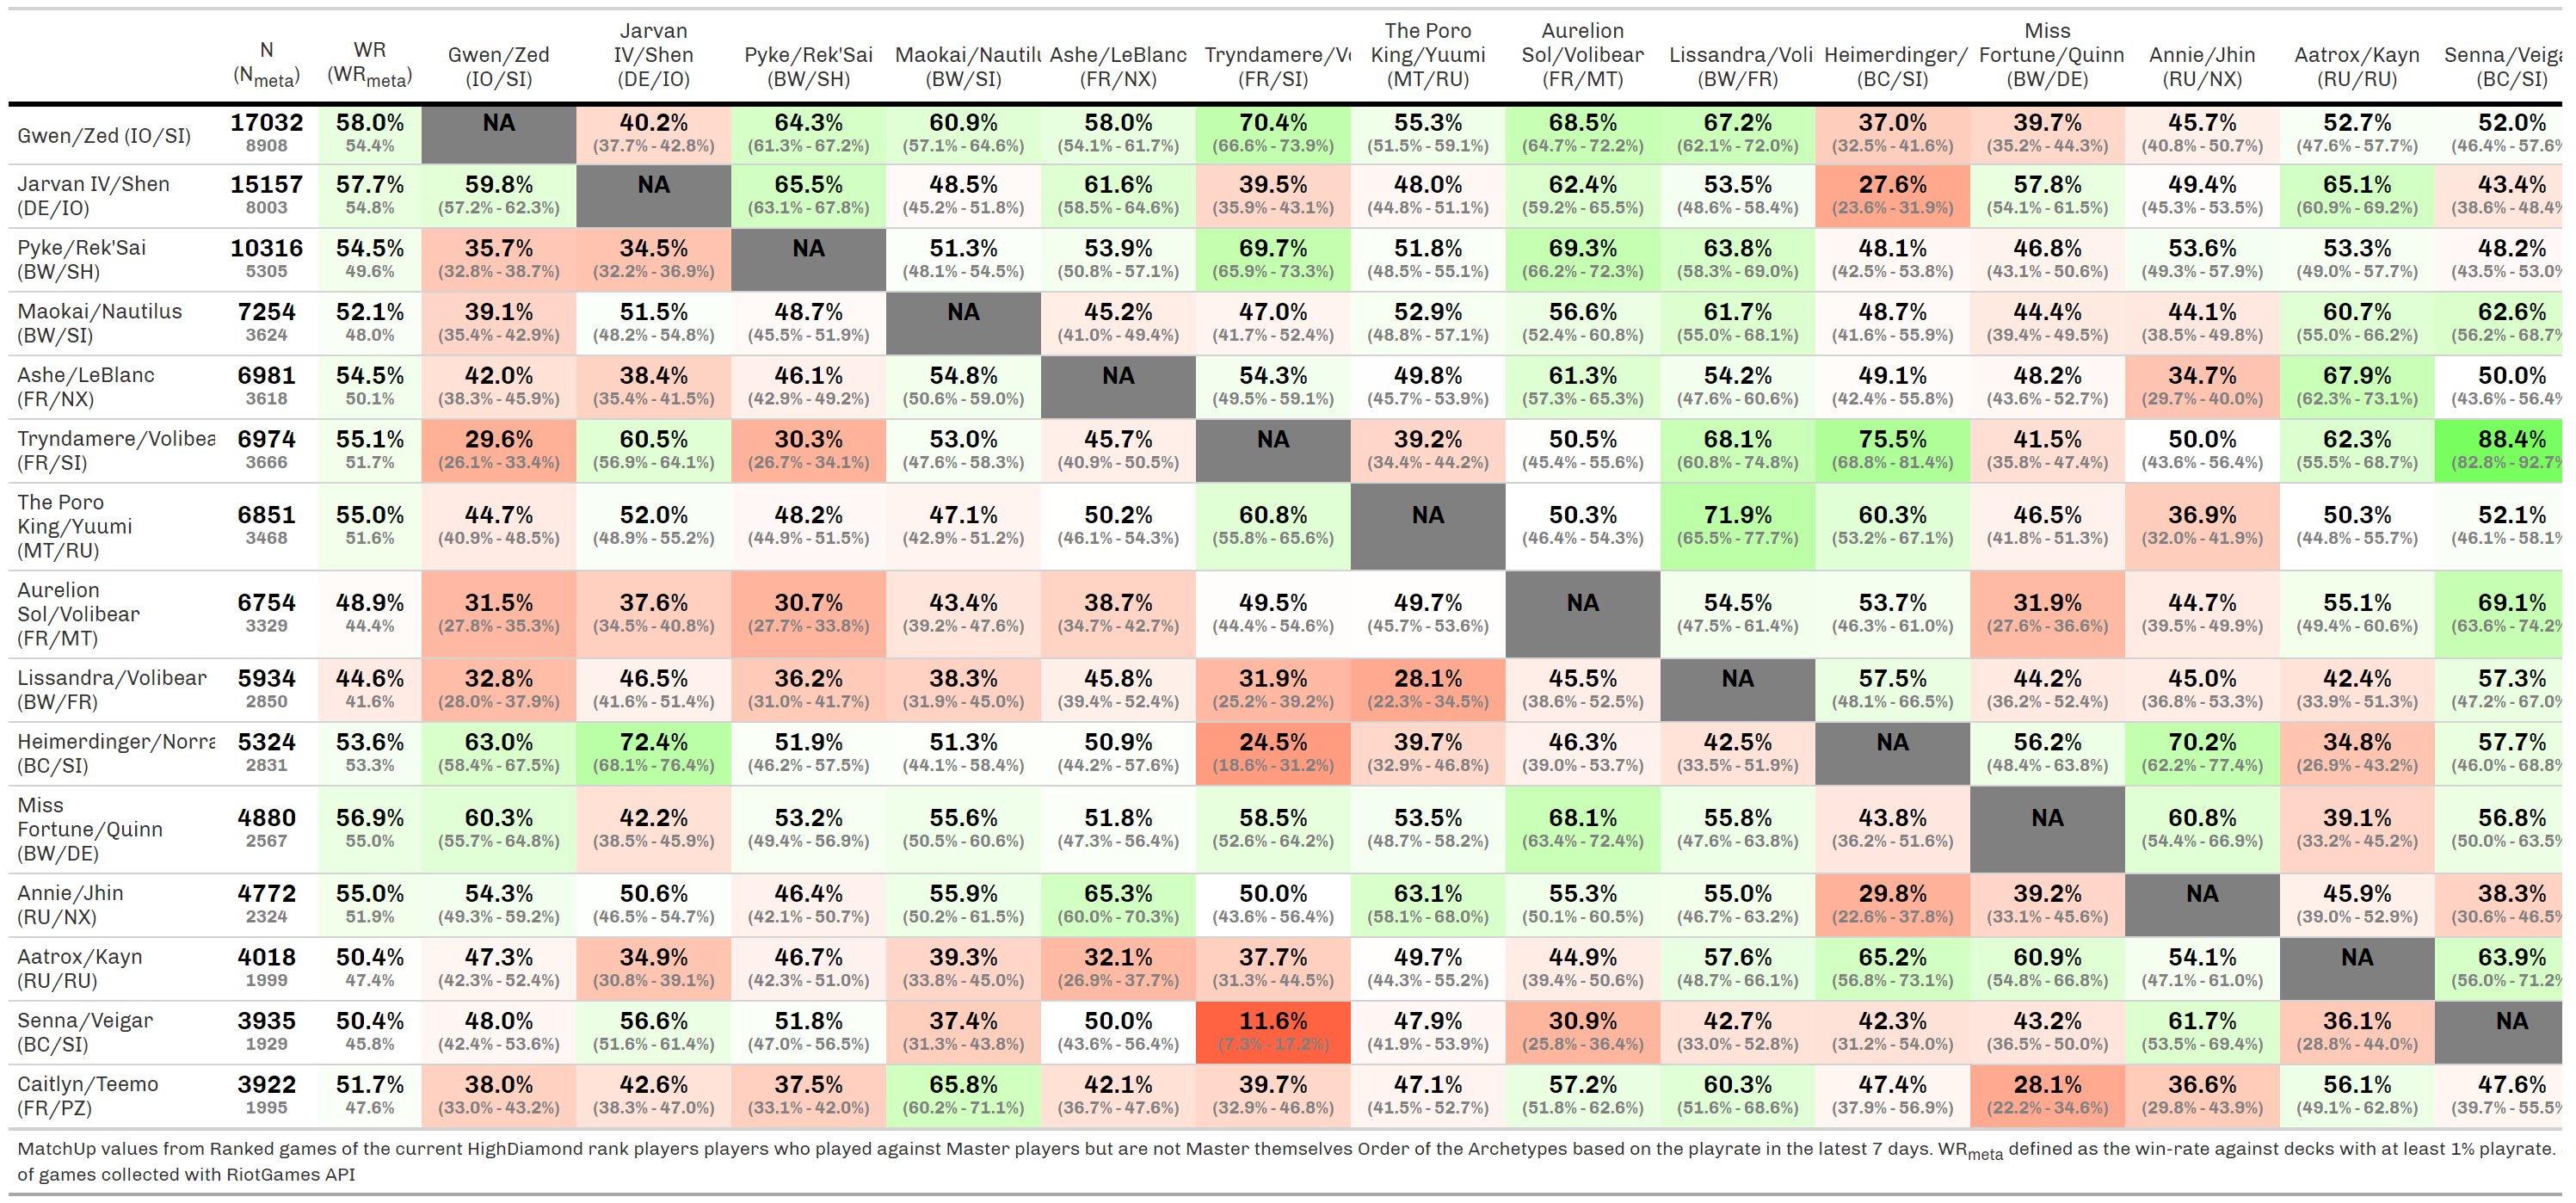 N (Nmeta) WR (WRmeta) Gwen/Zed (IO/SI) Jarvan IV/Shen (DE/IO) Pyke/Rek'Sai (BW/SH) Maokai/Nautilu (BW/SI) Ashe/LeBlanc (FR/NX) Tryndamere/Vo (FR/SI) The Poro King/Yuumi (MT/RU) Aurelion Sol/Volibear (FR/MT) Lissandra/Voli (BW/FR) Heimerdinger/ (BC/SI) Miss Fortune/Quinn (BW/DE) Annie/Jhin (RU/NX) Aatrox/Kayn (RU/RU) Senna/Veiga (BC/SI)
Gwen/Zed (IO/SI) 17032 58.0% NA 40.2% 64.3% 60.9% 58.0% 70.4% 55.3% 68.5% 67.2% 37.0% 39.7% 45.7% 52.7% 52.0%
8908 54.4% (37.7% - 42.8%) (61.3% - 67.2%) (57.1% - 64.6%) (54.1% - 61.7%) (66.6% - 73.9%) (51.5% - 59.1%) (64.7% - 72.2%) (62.1% - 72.0%) (32.5% - 41.6%) (35.2% - 44.3%) (40.8% - 50.7%) (47.6% - 57.7%) (46.4% - 57.6%
Jarvan IV/Shen 15157 57.7% 59.8% NA 65.5% 48.5% 61.6% 39.5% 48.0% 62.4% 53.5% 27.6% 57.8% 49.4% 65.1% 43.4%
(DE/IO) 8003 54.8% (57.2% - 62.3%) (63.1% - 67.8%) (45.2% - 51.8%) (58.5% - 64.6%) (35.9% - 43.1%) (44.8% - 51.1%) (59.2% - 65.5%) (48.6% - 58.4%) (23.6% - 31.9%) (54.1% - 61.5%) (45.3% - 53.5%) (60.9% - 69.2%) (38.6% - 48.4%
Pyke/Rek'Sai 10316 54.5% 35.7% 34.5% NA 51.3% 53.9% 69.7% 51.8% 69.3% 63.8% 48.1% 46.8% 53.6% 53.3% 48.2%
(BW/SH) 5305 49.6% (32.8% - 38.7%) (32.2% - 36.9%) (48.1% - 54.5%) (50.8% - 57.1%) (65.9% - 73.3%) (48.5% - 55.1%) (66.2% - 72.3%) (58.3% - 69.0%) (42.5% - 53.8%) (43.1% - 50.6%) (49.3% - 57.9%) (49.0% - 57.7%) (43.5% - 53.0%
Maokai/Nautilus 7254 52.1% 39.1% 51.5% 48.7% NA 45.2% 47.0% 52.9% 56.6% 61.7% 48.7% 44.4% 44.1% 60.7% 62.6%
(BW/SI) 3624 48.0% (35.4% - 42.9%) (48.2% - 54.8%) (45.5% - 51.9%) (41.0% - 49.4%) (41.7% - 52.4%) (48.8% - 57.1%) (52.4% - 60.8%) (55.0% - 68.1%) (41.6% - 55.9%) (39.4% - 49.5%) (38.5% - 49.8%) (55.0% - 66.2%) (56.2% - 68.7%
Ashe/LeBlanc 6981 54.5% 42.0% 38.4% 46.1% 54.8% NA 54.3% 49.8% 61.3% 54.2% 49.1% 48.2% 34.7% 67.9% 50.0%
(FR/NX) 3618 50.1% (38.3% - 45.9%) (35.4% - 41.5%) (42.9% - 49.2%) (50.6% - 59.0%) (49.5% - 59.1%) (45.7% - 53.9%) (57.3% - 65.3%) (47.6% - 60.6%) (42.4% - 55.8%) (43.6% - 52.7%) (29.7% - 40.0%) (62.3% - 73.1%) (43.6% - 56.4%
Tryndamere/Volibea 6974 55.1% 29.6% 60.5% 30.3% 53.0% 45.7% NA 39.2% 50.5% 68.1% 75.5% 41.5% 50.0% 62.3% 88.4%
(FR/SI) 3666 51.7% (26.1% - 33.4%) (56.9% - 64.1%) (26.7% - 34.1%) (47.6% - 58.3%) (40.9% - 50.5%) (34.4% - 44.2%) (45.4% - 55.6%) (60.8% - 74.8%) (68.8% - 81.4%) (35.8% - 47.4%) (43.6% - 56.4%) (55.5% - 68.7%) (82.8% - 92.7%
The Poro
King/Yuumi 6851 55.0% 44.7% 52.0% 48.2% 47.1% 50.2% 60.8% NA 50.3% 71.9% 60.3% 46.5% 36.9% 50.3% 52.1%
(MT/RU) 3468 51.6% (40.9% - 48.5%) (48.9% - 55.2%) (44.9% - 51.5%) (42.9% - 51.2%) (46.1% - 54.3%) (55.8% - 65.6%) (46.4% - 54.3%) (65.5% - 77.7%) (53.2% - 67.1%) (41.8% - 51.3%) (32.0% - 41.9%) (44.8% - 55.7%) (46.1% - 58.1%
Aurelion
Sol/Volibear 6754 48.9% 31.5% 37.6% 30.7% 43.4% 38.7% 49.5% 49.7% NA 54.5% 53.7% 31.9% 44.7% 55.1% 69.1%
(FR/MT) 3329 44.4% (27.8% - 35.3%) (34.5% - 40.8%) (27.7% - 33.8%) (39.2% - 47.6%) (34.7% - 42.7%) (44.4% - 54.6%) (45.7% - 53.6%) (47.5% - 61.4%) (46.3% - 61.0%) (27.6% - 36.6%) (39.5% - 49.9%) (49.4% - 60.6%) (63.6% - 74.2%
Lissandra/Volibear 5934 44.6% 32.8% 46.5% 36.2% 38.3% 45.8% 31.9% 28.1% 45.5% NA 57.5% 44.2% 45.0% 42.4% 57.3%
(BW/FR) 2850 41.6% (28.0% - 37.9%) (41.6% - 51.4%) (31.0% - 41.7%) (31.9% - 45.0%) (39.4% - 52.4%) (25.2% - 39.2%) (22.3% - 34.5%) (38.6% - 52.5%) (48.1% - 66.5%) (36.2% - 52.4%) (36.8% - 53.3%) (33.9% - 51.3%) (47.2% - 67.0%
Heimerdinger/Norra 5324 53.6% 63.0% 72.4% 51.9% 51.3% 50.9% 24.5% 39.7% 46.3% 42.5% NA 56.2% 70.2% 34.8% 57.7%
(BC/SI) 2831 53.3% (58.4% - 67.5%) (68.1% - 76.4%) (46.2% - 57.5%) (44.1% - 58.4%) (44.2% - 57.6%) (18.6% - 31.2%) (32.9% - 46.8%) (39.0% - 53.7%) (33.5% - 51.9%) (48.4% - 63.8%) (62.2% - 77.4%) (26.9% - 43.2%) (46.0% - 68.8%
Miss
Fortune/Quinn 4880 56.9% 60.3% 42.2% 53.2% 55.6% 51.8% 58.5% 53.5% 68.1% 55.8% 43.8% NA 60.8% 39.1% 56.8%
(BW/DE) 2567 55.0% (55.7% - 64.8%) (38.5% - 45.9%) (49.4% - 56.9%) (50.5% - 60.6%) (47.3% - 56.4%) (52.6% - 64.2%) (48.7% - 58.2%) (63.4% - 72.4%) (47.6% - 63.8%) (36.2% - 51.6%) (54.4% - 66.9%) (33.2% - 45.2%) (50.0% - 63.5%
Annie/Jhin 4772 55.0% 54.3% 50.6% 46.4% 55.9% 65.3% 50.0% 63.1% 55.3% 55.0% 29.8% 39.2% NA 45.9% 38.3%
(RU/NX) 2324 51.9% (49.3% - 59.2%) (46.5% - 54.7%) (42.1% - 50.7%) (50.2% - 61.5%) (60.0% - 70.3%) (43.6% - 56.4%) (58.1% - 68.0%) (50.1% - 60.5%) (46.7% - 63.2%) (22.6% - 37.8%) (33.1% - 45.6%) (39.0% - 52.9%) (30.6% - 46.5%
Aatrox/Kayn 4018 50.4% 47.3% 34.9% 46.7% 39.3% 32.1% 37.7% 49.7% 44.9% 57.6% 65.2% 60.9% 54.1% NA 63.9%
(RU/RU) 1999 47.4% (42.3% - 52.4%) (30.8% - 39.1%) (42.3% - 51.0%) (33.8% - 45.0%) (26.9% - 37.7%) (31.3% - 44.5%) (44.3% - 55.2%) (39.4% - 50.6%) (48.7% - 66.1%) (56.8% - 73.1%) (54.8% - 66.8%) (47.1% - 61.0%) (56.0% - 71.2%
Senna/Veigar 3935 50.4% 48.0% 56.6% 51.8% 37.4% 50.0% 11.6% 47.9% 30.9% 42.7% 42.3% 43.2% 61.7% 36.1% NA
(BC/SI) 1929 45.8% (42.4% - 53.6%) (51.6% - 61.4%) (47.0% - 56.5%) (31.3% - 43.8%) (43.6% - 56.4%) (7.3% - 17.2%) (41.9% - 53.9%) (25.8% - 36.4%) (33.0% - 52.8%) (31.2% - 54.0%) (36.5% - 50.0%) (53.5% - 69.4%) (28.8% - 44.0%)
Caitlyn/Teemo 3922 51.7% 38.0% 42.6% 37.5% 65.8% 42.1% 39.7% 47.1% 57.2% 60.3% 47.4% 28.1% 36.6% 56.1% 47.6%
(FR/PZ) 1995 47.6% (33.0% - 43.2%) (38.3% - 47.0%) (33.1% - 42.0%) (60.2% - 71.1%) (36.7% - 47.6%) (32.9% - 46.8%) (41.5% - 52.7%) (51.8% - 62.6%) (51.6% - 68.6%) (37.9% - 56.9%) (22.2% - 34.6%) (29.8% - 43.9%) (49.1% - 62.8%) (39.7% - 55.5%
MatchUp values from Ranked games of the current HighDiamond rank players players who played against Master players but are not Master themselves Order of the Archetypes based on the playrate in the latest 7 days. WRmeta defined as the win-rate against decks with at least 1% playrate.
of games collected with RiotGames API